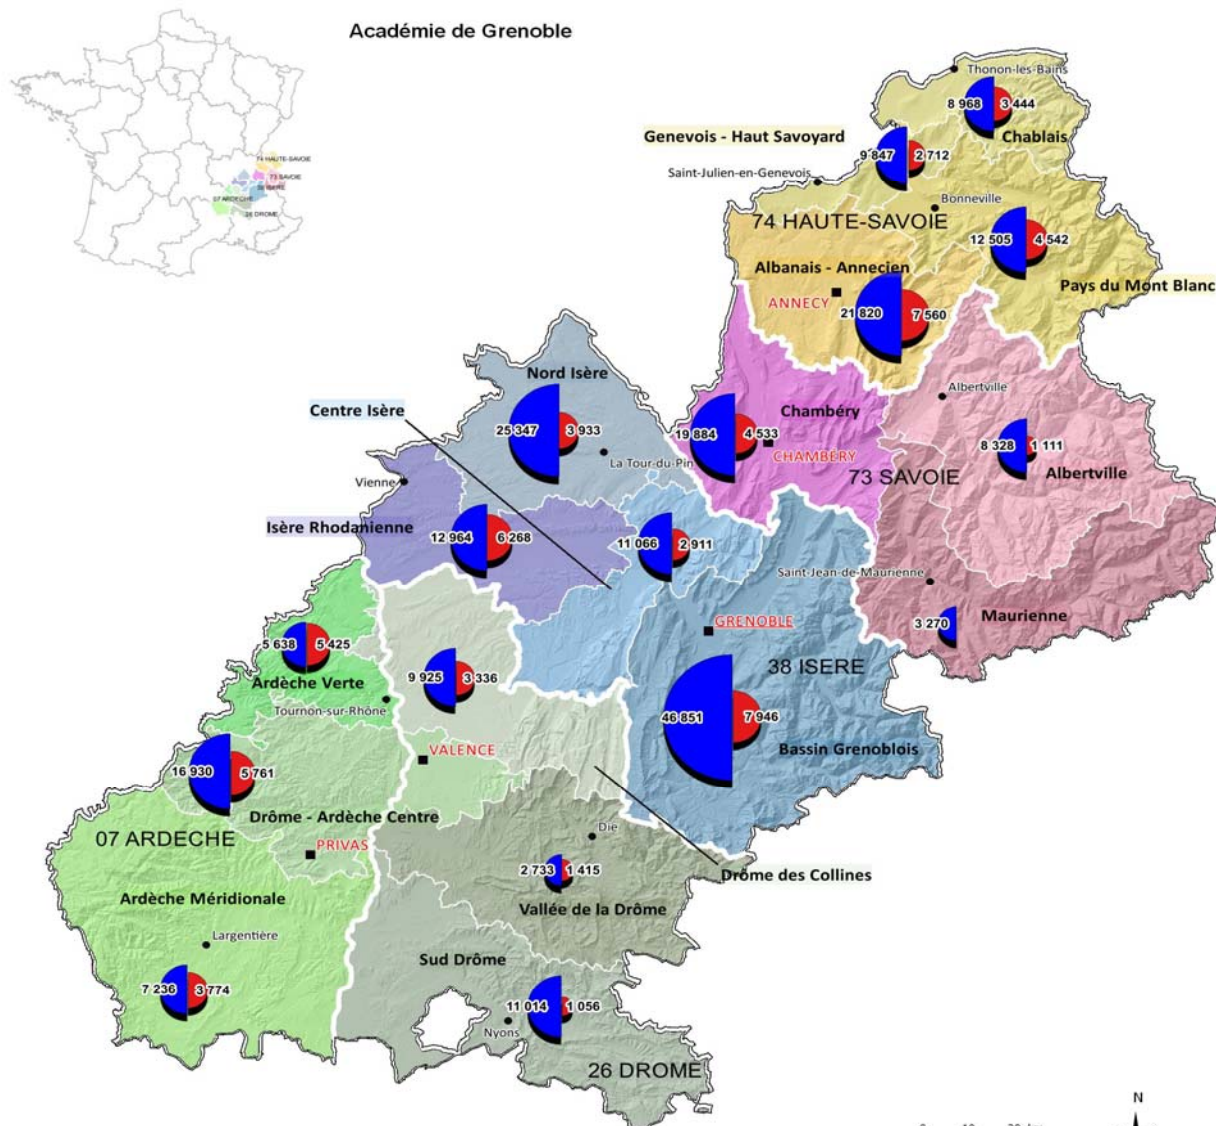 Académie de Grenoble
74 HAUTE-SAVOIE
73 SAVOIE
38 ISERE
07 ARDECHE
26 DROME
Thonon-les-Bains
8 968
3 444
Chablais
Genevois - Haut Savoyard
9 847
2 712
Saint-Julien-en-Genevois
Bonneville
74 HAUTE-SAVOIE
12 505
4 542
Albanais - Annecien
Pays du Mont Blanc
ANNECY
21 820
7 560
Nord Isère
Albertville
Centre Isère
Chambéry
25 347
3 933
19 884
4 533
8 328
1 111
CHAMBÉRY
La Tour-du-Pin
73 SAVOIE
Albertville
Vienne
Isère Rhodanienne
12 964
6 268
11 066
2 911
Saint-Jean-de-Maurienne
Maurienne
3 270
GRENOBLE
5 638
5 425
38 ISERE
9 925
3 336
Ardèche Verte
Tournon-sur-Rhône
46 851
7 946
VALENCE
Bassin Grenoblois
16 930
5 761
Drôme - Ardèche Centre
07 ARDECHE
Die
PRIVAS
2 733
1 415
Drôme des Collines
Ardèche Méridionale
Vallée de la Drôme
Largentière
Sud Drôme
7 236
3 774
11 014
1 056
Nyons
26 DROME
N